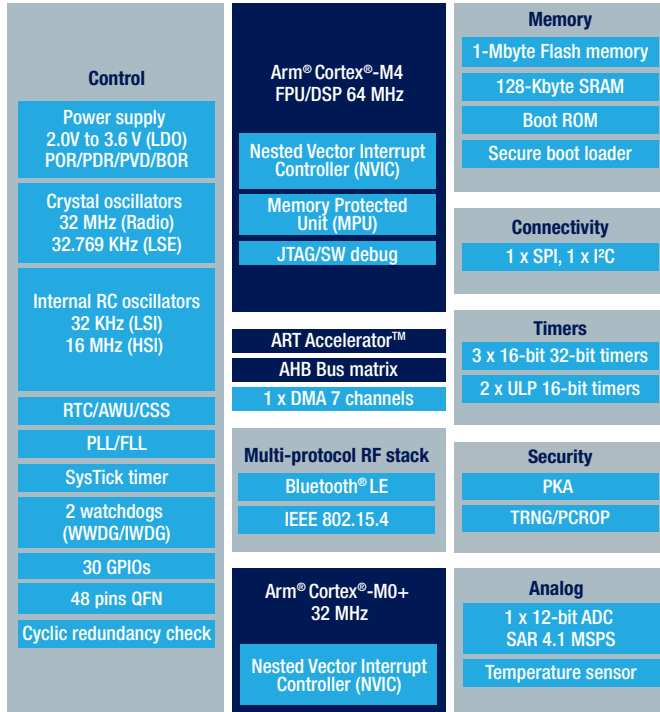 Control
Power supply
2.0V to 3.6 V (LDO)
POR/PDR/PVD/BOR
Crystal oscillators
32 MHz (Radio)
32.769 KHz (LSE)
Internal RC oscillators
32 KHz (LSI)
16 MHz (HSI)
RTC/AWU/CSS
PLL/FLL
SysTick timer
2 watchdogs
(WWDG/IWDG)
30 GPIOs
48 pins QFN
Cyclic redundancy check
Arm® Cortex®-M4
FPU/DSP 64 MHz
Nested Vector Interrupt
Controller (NVIC)
Memory Protected
Unit (MPU)
JTAG/SW debug
ART Accelerator™
AHB Bus matrix
1 x DMA 7 channels
Multi-protocol RF stack
Bluetooth® LE
IEEE 802.15.4
Arm® Cortex®-M0+
32 MHz
Nested Vector Interrupt
Controller (NVIC)
Memory
1-Mbyte Flash memory
128-Kbyte SRAM
Boot ROM
Secure boot loader
Connectivity
1 x SPI, 1 x I²C
Timers
3 x 16-bit 32-bit timers
2 x ULP 16-bit timers
Security
PKA
TRNG/PCROP
Analog
1 x 12-bit ADC
SAR 4.1 MSPS
Temperature sensor